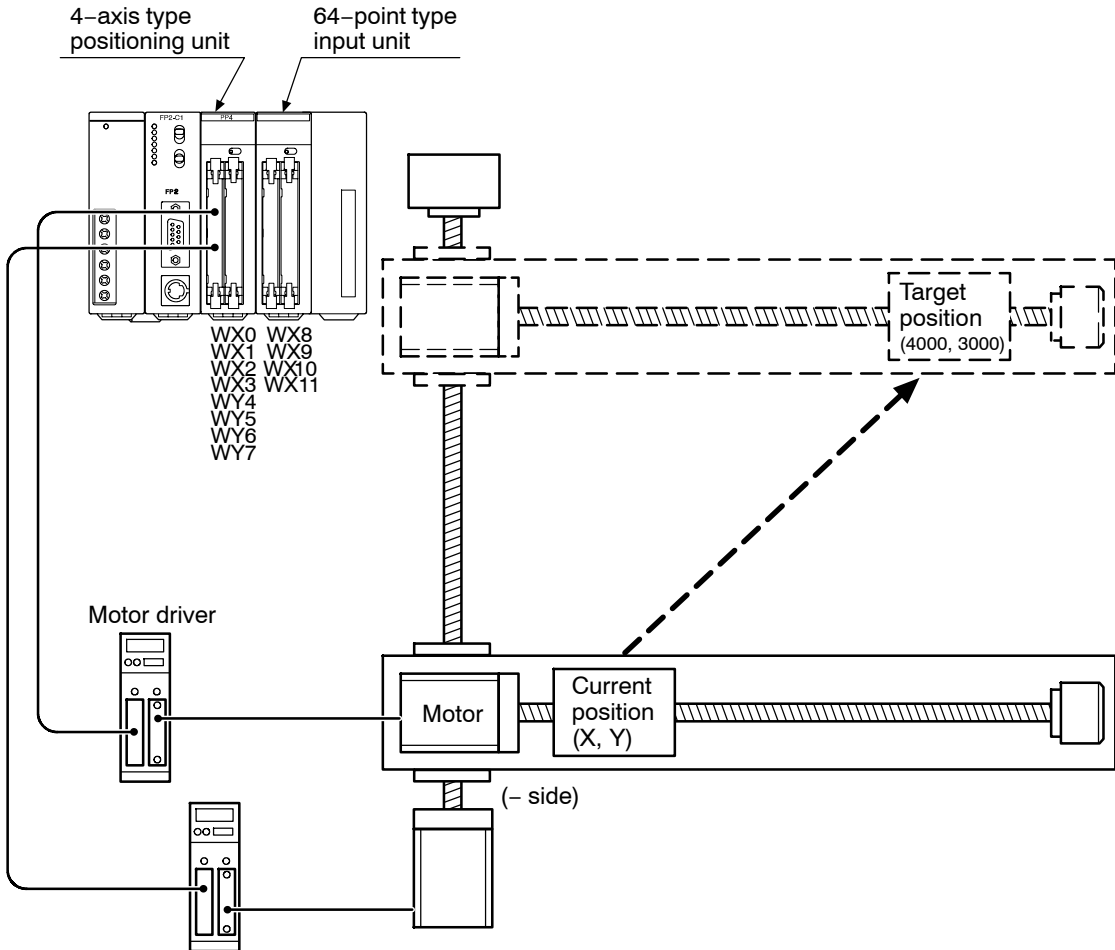 4–axis type
positioning unit
64–point type
input unit
FP2-C1
PP4
FP2
WX0
WX1
WX2
WX3
WY4
WY5
WY6
WY7
WX8
WX9
WX10
WX11
Target
position
(4000, 3000)
Motor driver
Motor
Current
position
(X, Y)
(– side)